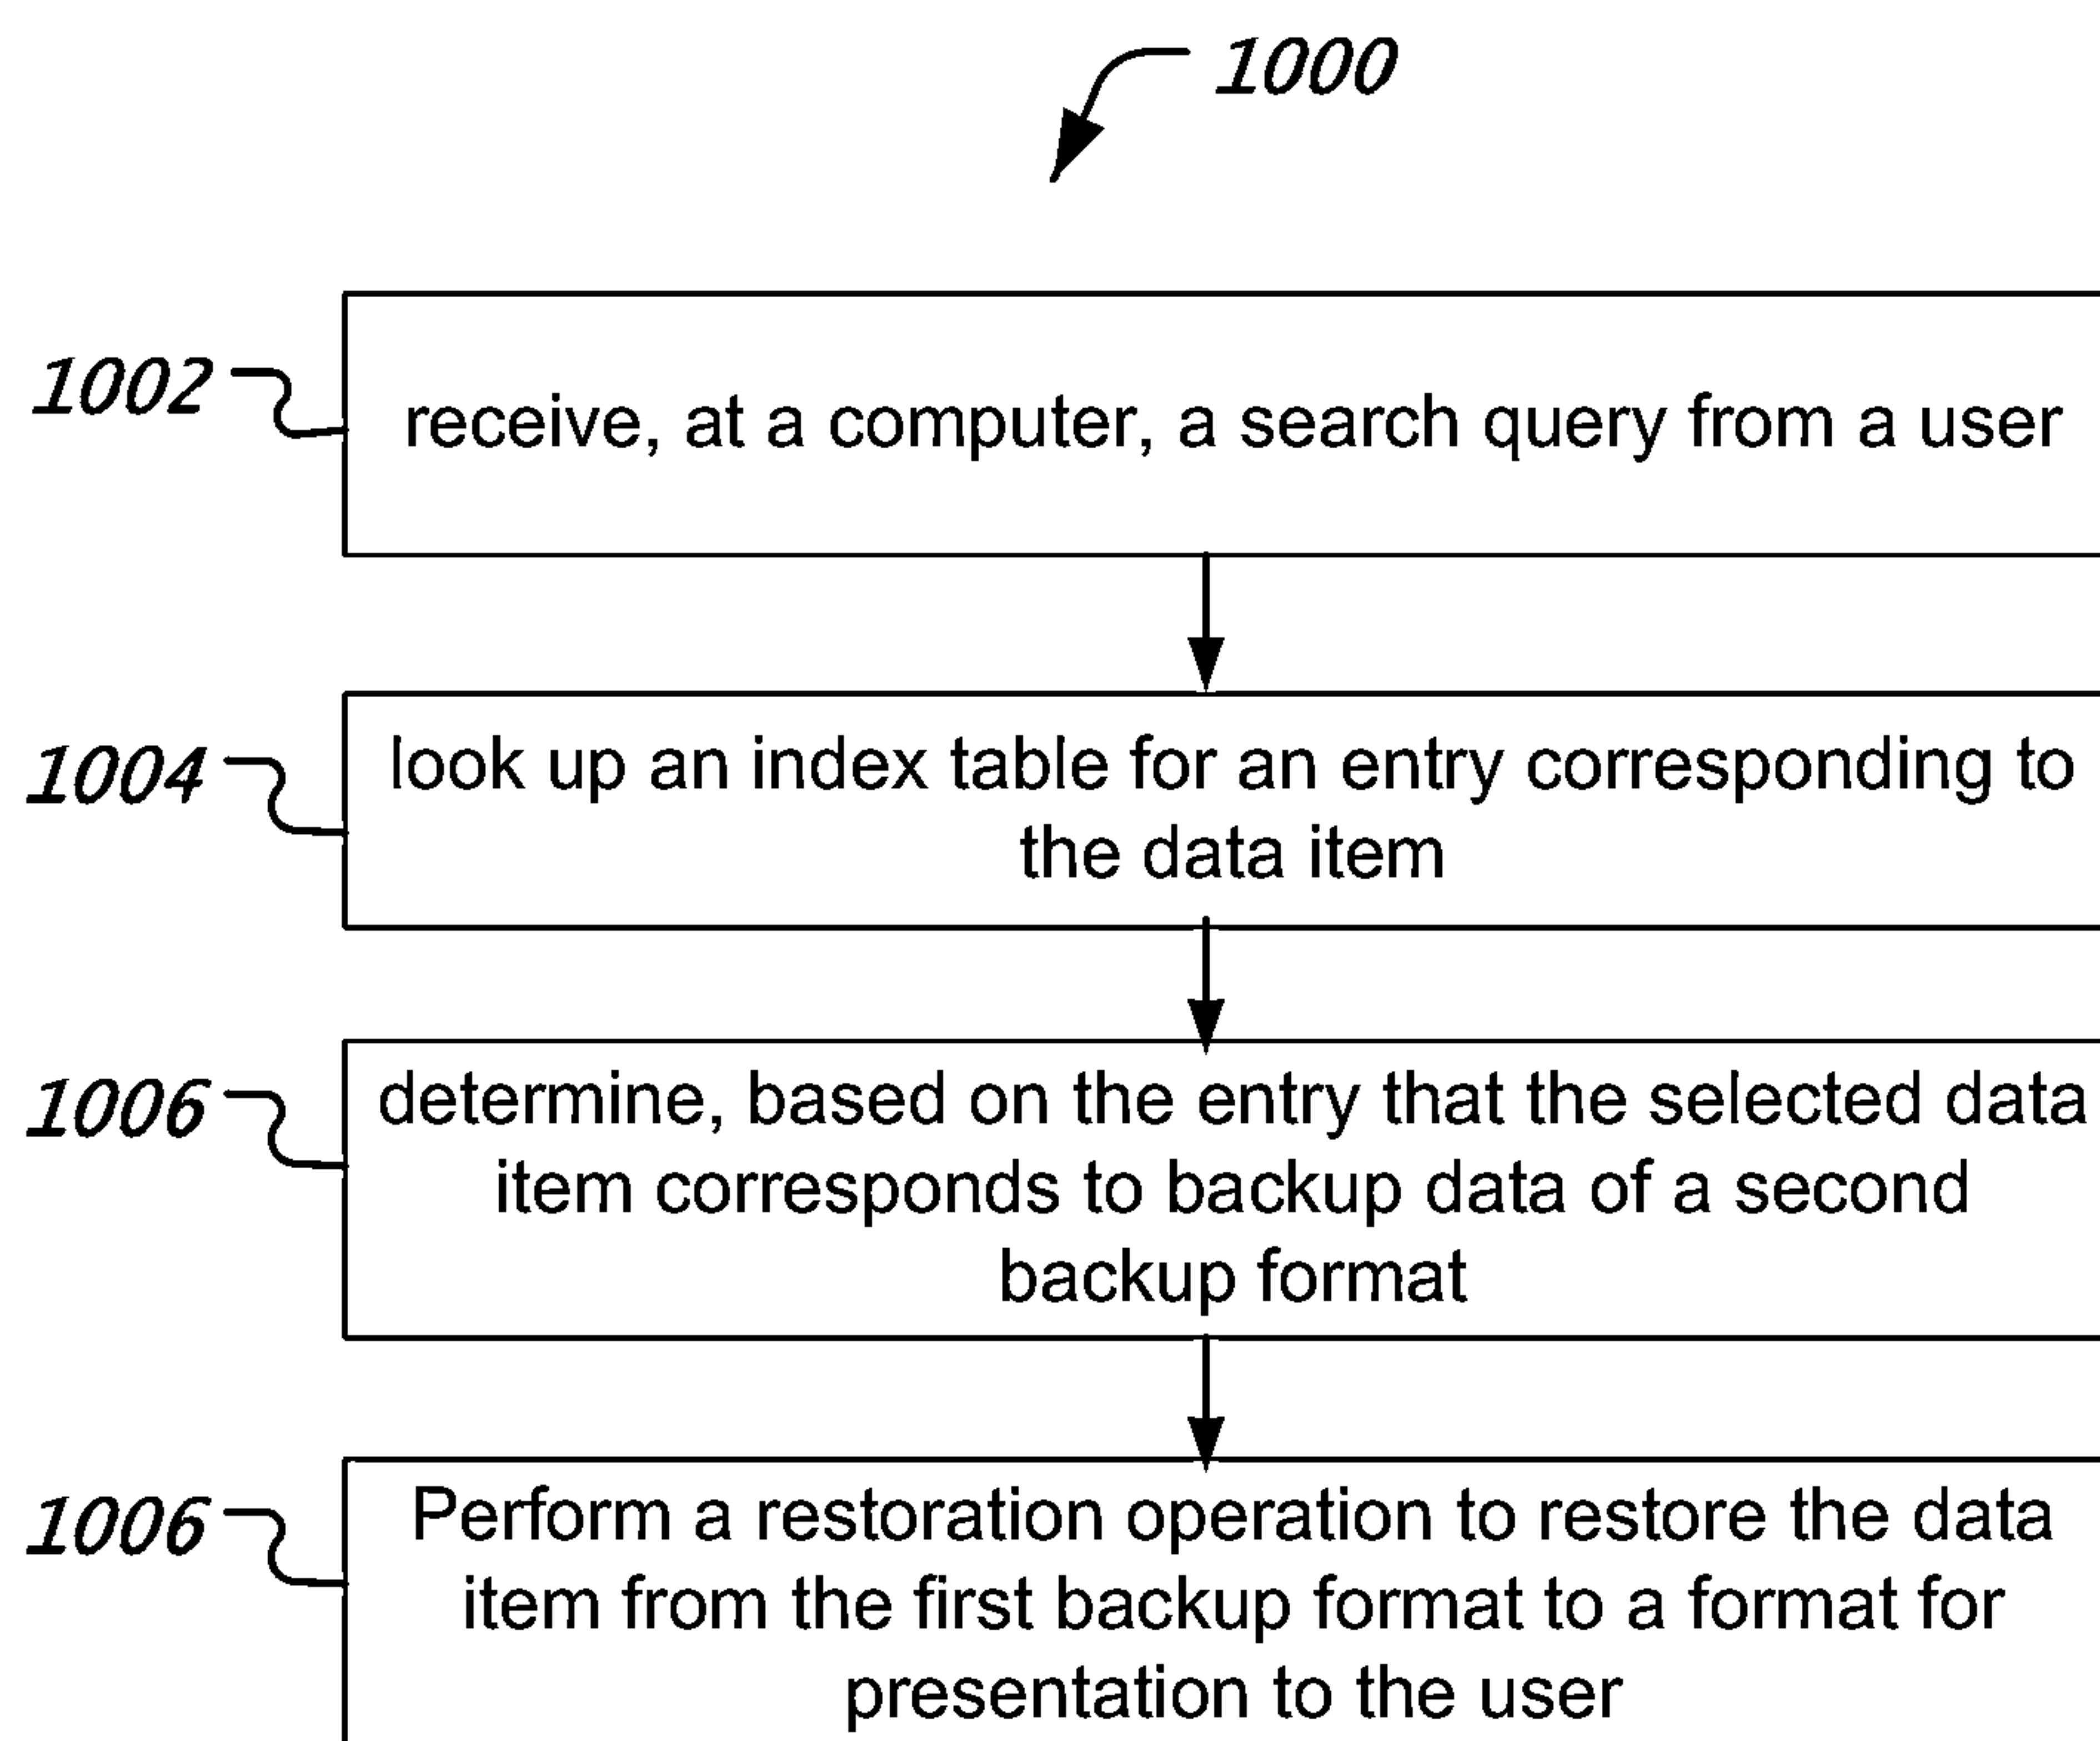 1000
1002
receive, at a computer, a search query from a user
1004
look up an index table for an entry corresponding to
the data item
1006
determine, based on the entry that the selected data
item corresponds to backup data of a second
backup format
1006
Perform a restoration operation to restore the data
item from the first backup format to a format for
presentation to the user